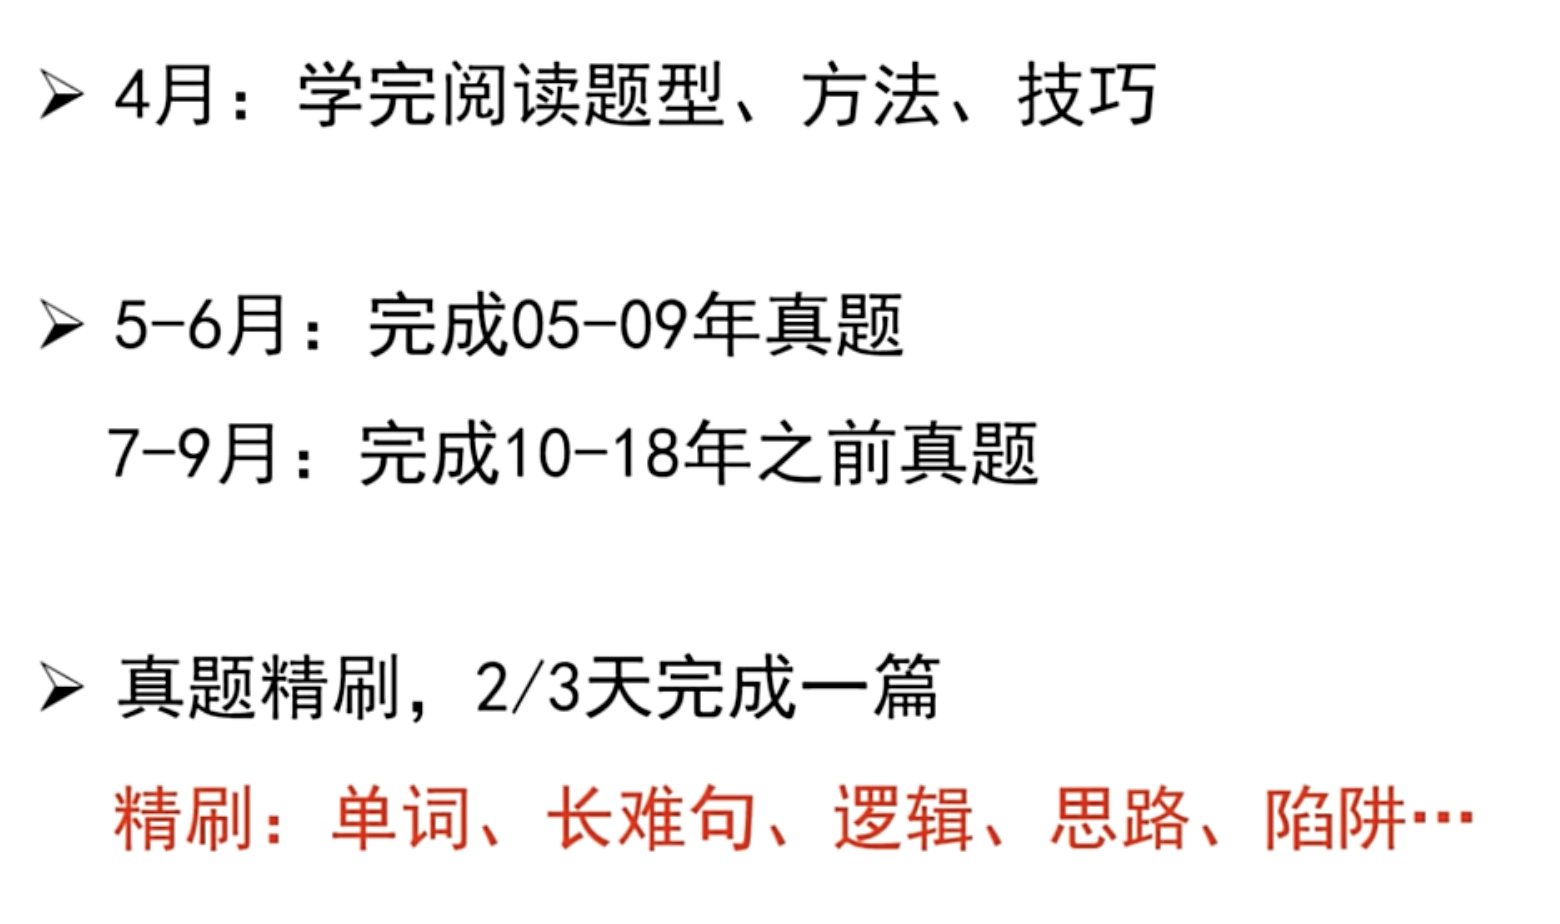 ➢ 4月：学完阅读题型、方法、技巧
➢ 5-6月：完成05-09年真题
7-9月：完成10-18年之前真题
➢ 真题精刷，2/3天完成一篇
精刷：单词、长难句、逻辑、思路、陷阱…